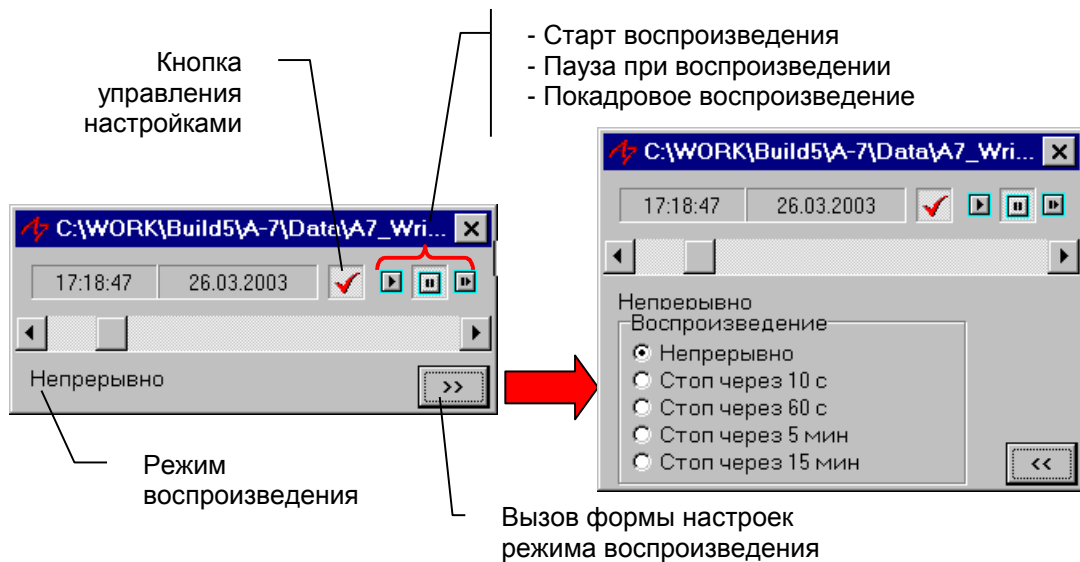 - Старт воспроизведения
- Пауза при воспроизведении
- Покадровое воспроизведение
Кнопка
управления
настройками
C:\WORK\Build5\A-7\Data\A7_Wri...
17:18:47 26.03.2003
Непрерывно
>>
Режим
воспроизведения
C:\WORK\Build5\A-7\Data\A7_Wri...
17:18:47 26.03.2003
Непрерывно
Воспроизведение
Непрерывно
Стоп через 10 с
Стоп через 60 с
Стоп через 5 мин
Стоп через 15 мин
<<
Вызов формы настроек
режима воспроизведения